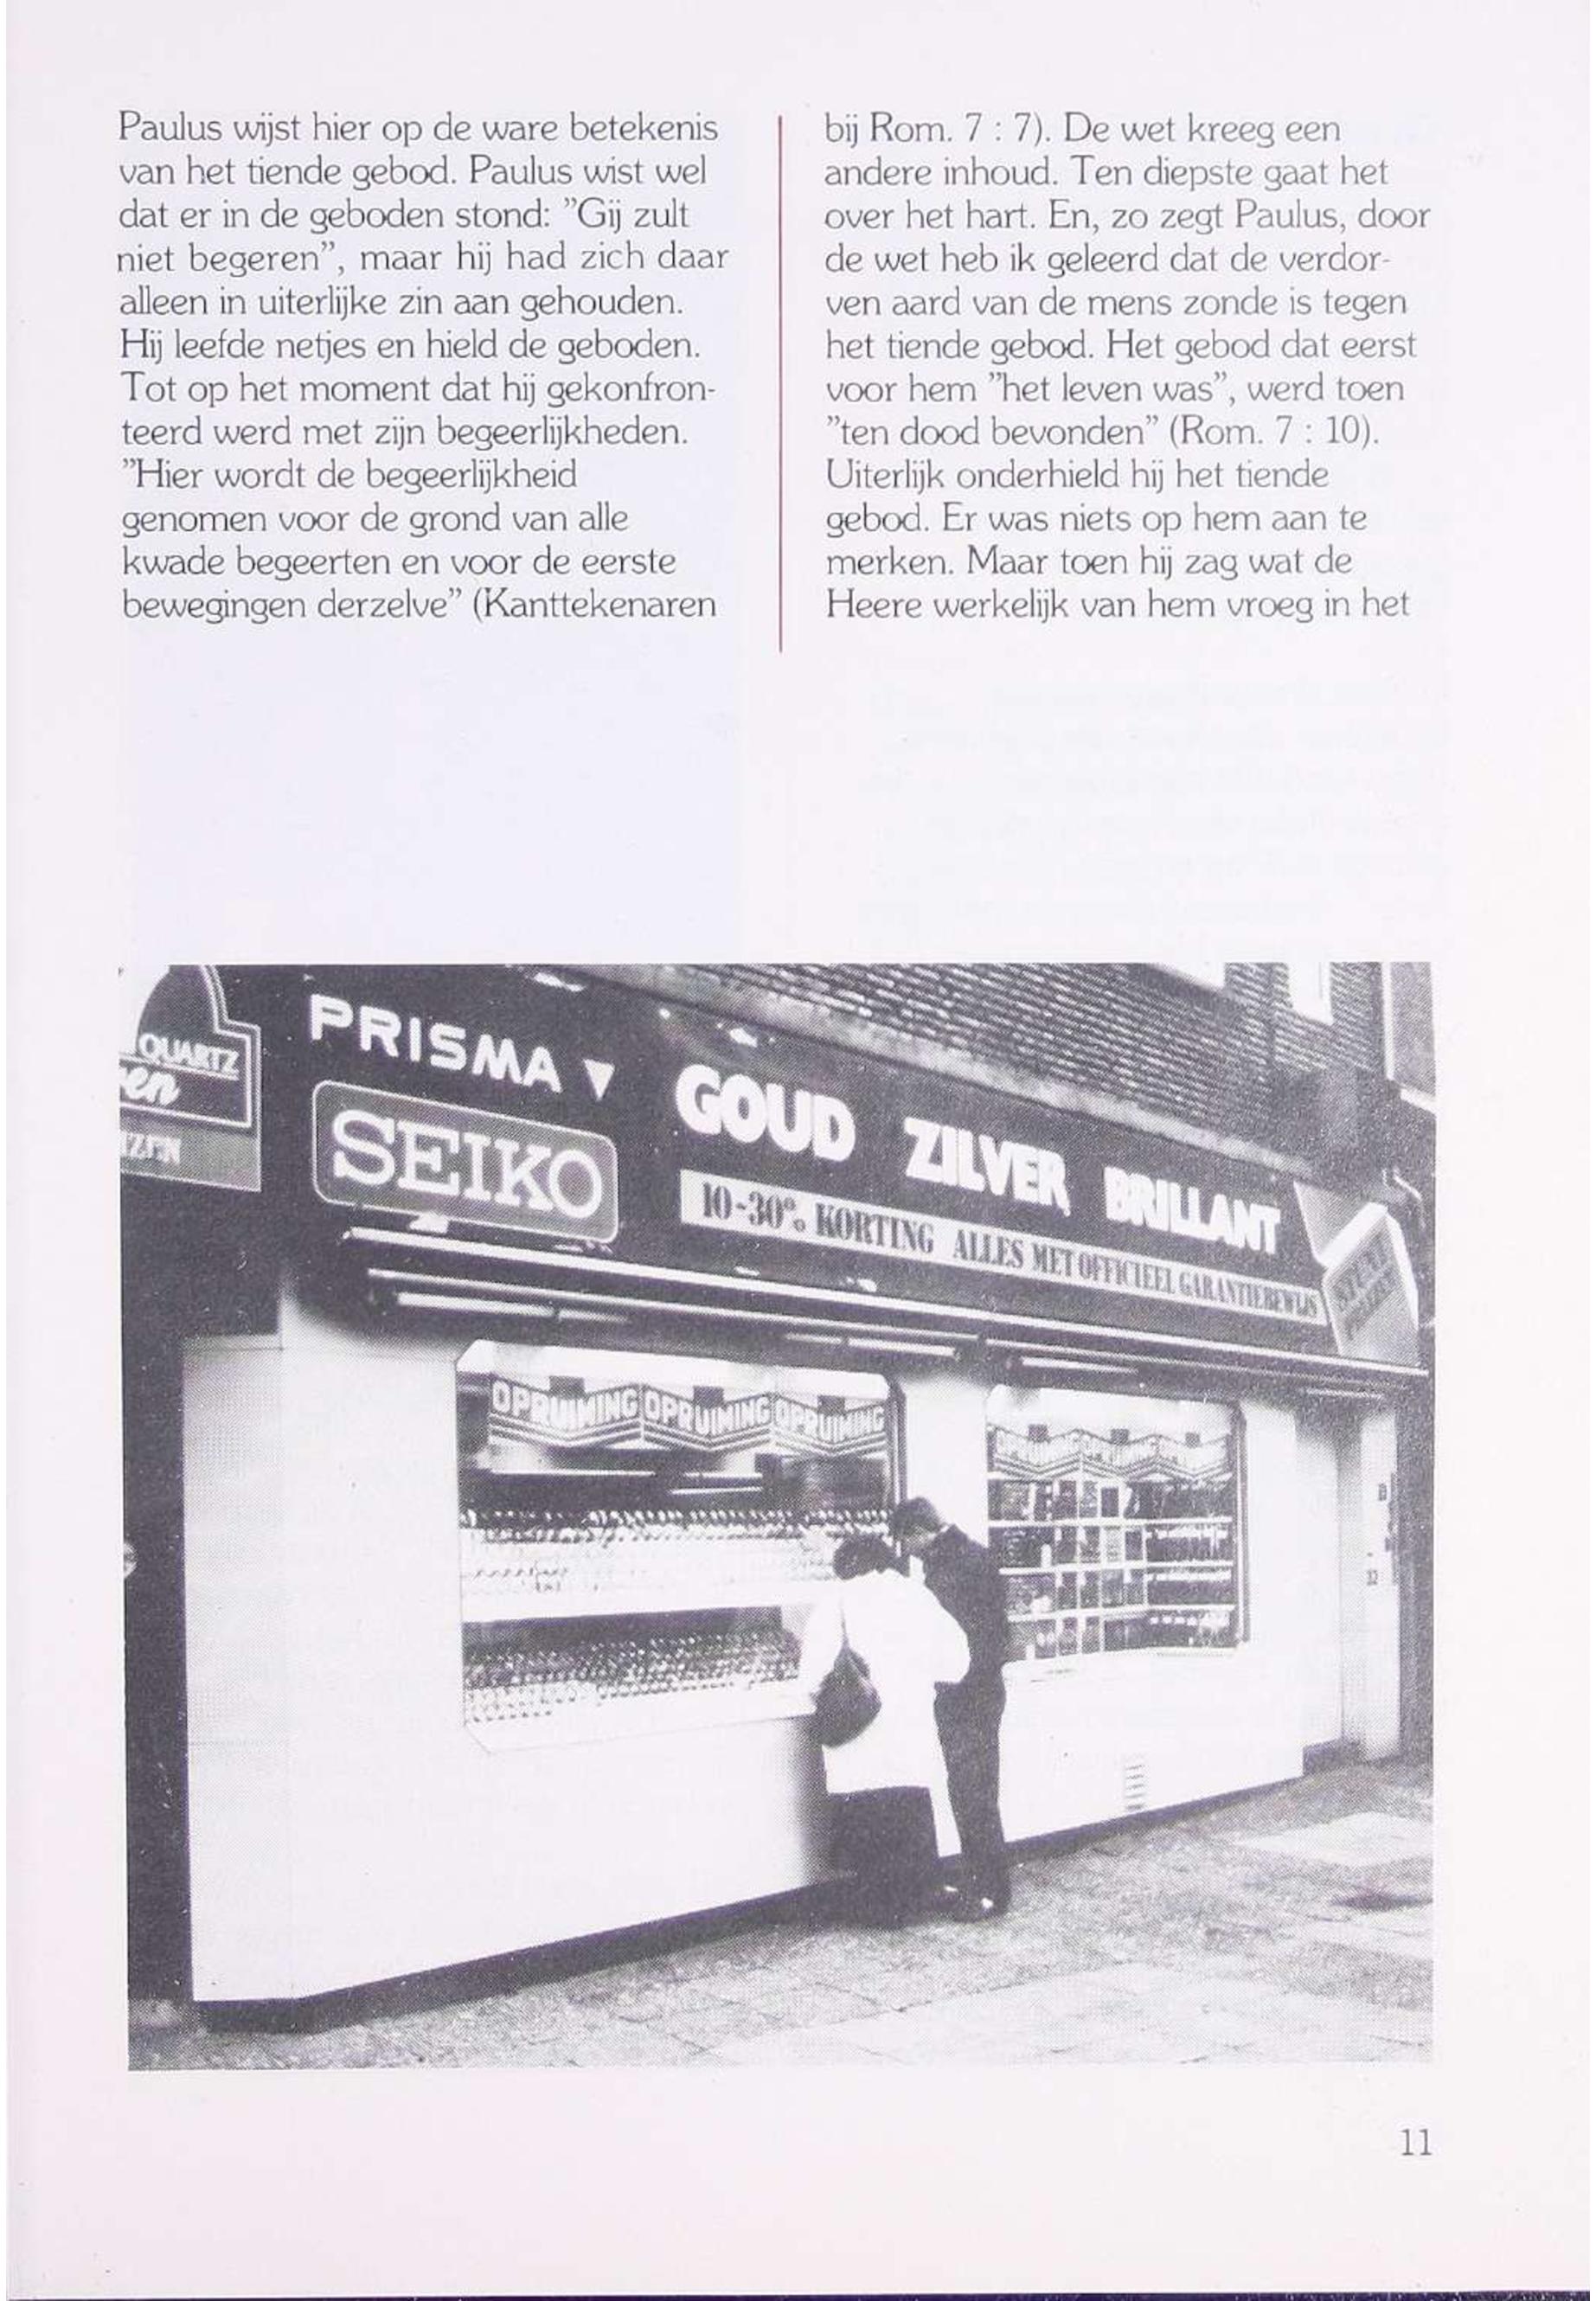 Paulus wijst hier op de ware betekenis
van het tiende gebod. Paulus wist wel
dat er in de geboden stond: ”Gij zult
niet begeren”, maar hij had zich daar
alleen in uiterlijke zin aan gehouden.
Hij leefde netjes en hield de geboden.
Tot op het moment dat hij gekonfron-
teerd werd met zijn begeerlijkheden.
”Hier wordt de begeerlijkheid
genomen voor de grond van alle
kwade begeerten en voor de eerste
bewegingen derzelve” (Kanttekenaren
bij Rom. 7 : 7). De wet kreeg een
andere inhoud. Ten diepste gaat het
over het hart. En, zo zegt Paulus, door
de wet heb ik geleerd dat de verdor-
ven aard van de mens zonde is tegen
het tiende gebod. Het gebod dat eerst
voor hem ”het leven was”, werd toen
”ten dood bevonden” (Rom. 7 : 10).
Uiterlijk onderhield hij het tiende
gebod. Er was niets op hem aan te
merken. Maar toen hij zag wat de
Heere werkelijk van hem vroeg in het
QUARTZ
PRISMA
SEIKO
GOUD ZILVER BRILLANT
10-30% KORTING ALLES MET OFFICIEEL GARANTIEBEWIJS
OPRUIMING OPRUIMING OPRUIMING
OPRUIMING OPRUIMING OPRUIMING
11